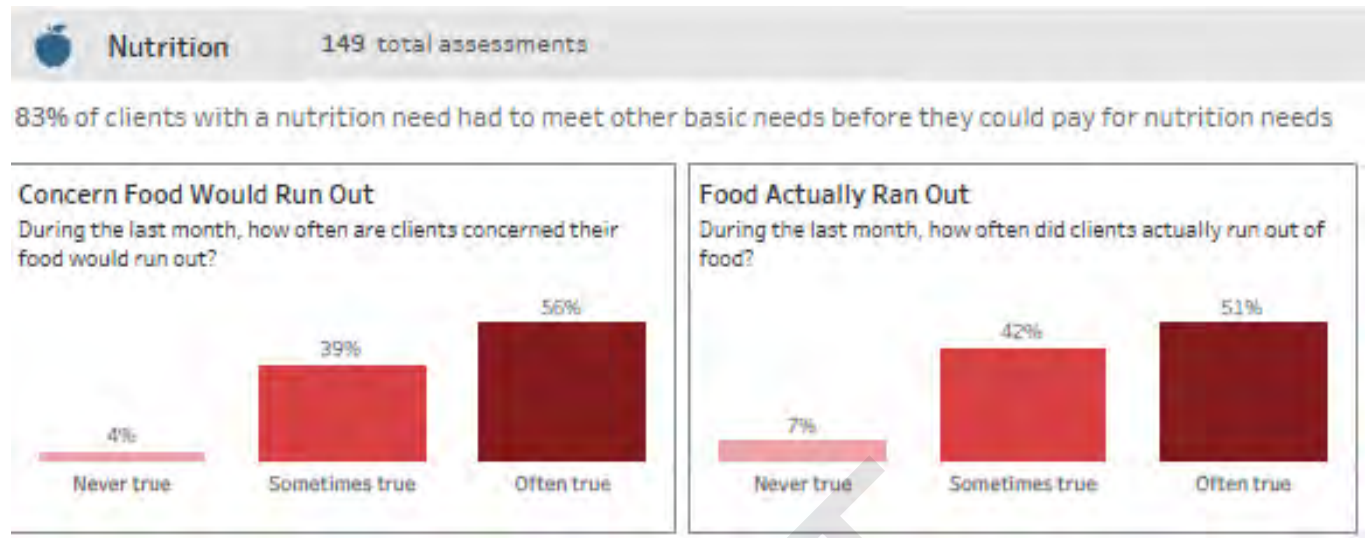 Nutrition 149 total assessments
83% of clients with a nutrition need had to meet other basic needs before they could pay for nutrition needs
Concern Food Would Run Out
During the last month, how often are clients concerned their
food would run out?
56%
39%
4%
Never true Sometimes true Often true
Food Actually Ran Out
During the last month, how often did clients actually run out of
food?
51%
42%
7%
Never true Sometimes true Often true